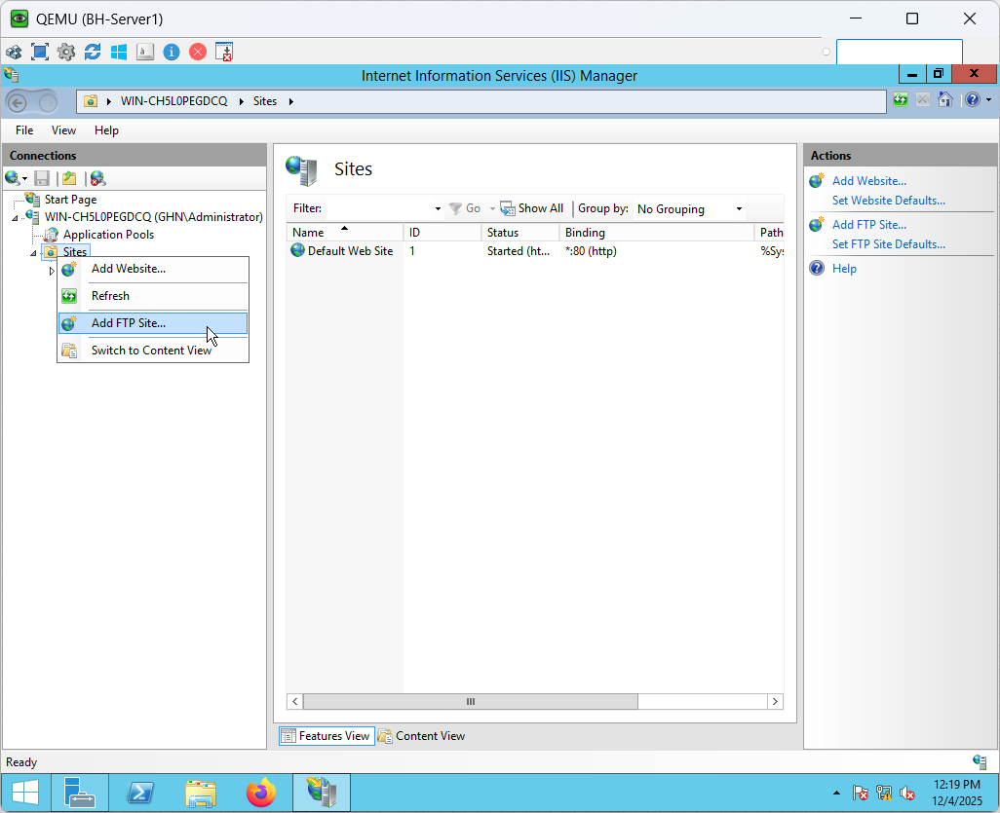 QEMU (BH-Server1)
Internet Information Services (IIS) Manager
WIN-CH5L0PEGDCQ Sites
File View Help
Connections
Start Page
WIN-CH5L0PEGDCQ (GHN\Administrator)
Application Pools
Sites
Add Website...
Refresh
Add FTP Site...
Switch to Content View
Sites
Filter: Go Show All Group by: No Grouping
Name ID Status Binding Path
Default Web Site 1 Started (ht... *:80 (http) %Sys
Features View Content View
Actions
Add Website...
Set Website Defaults...
Add FTP Site...
Set FTP Site Defaults...
Help
Ready
12:19 PM
12/4/2025